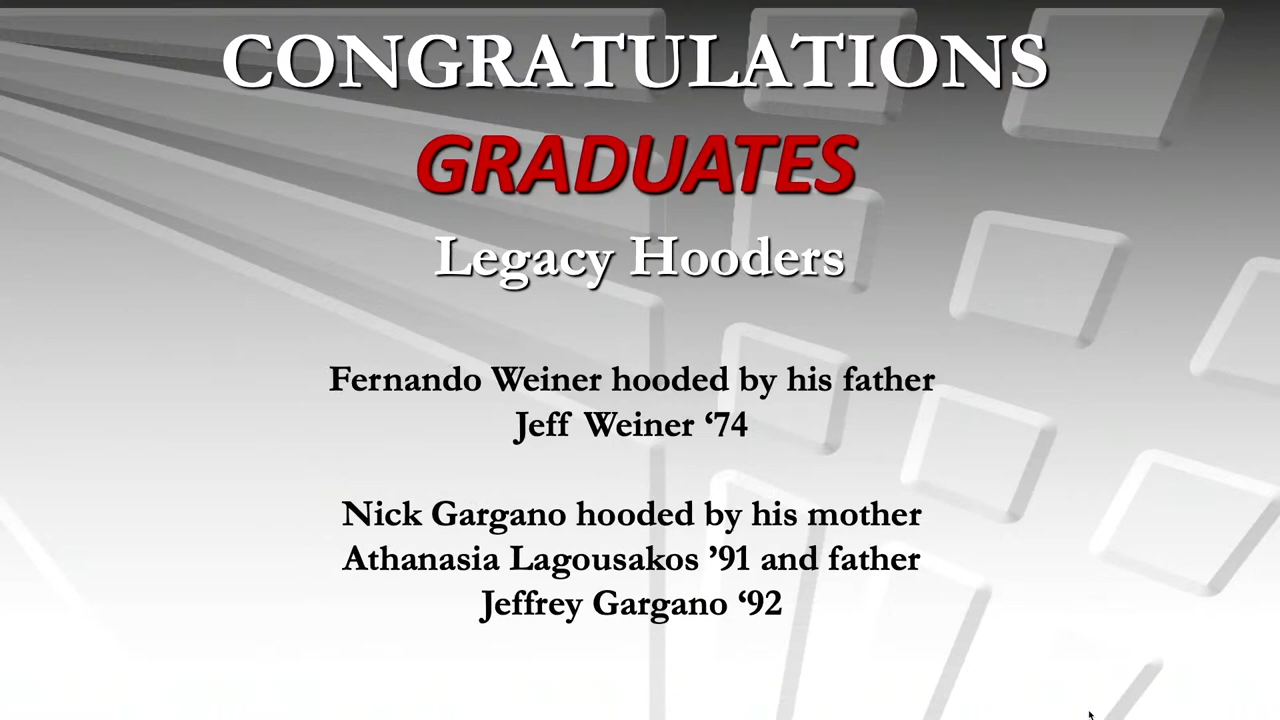 CONGRATULATIONS
GRADUATES
Legacy Hooders
Fernando Weiner hooded by his father
Jeff Weiner ‘74
Nick Gargano hooded by his mother
Athanasia Lagousakos ’91 and father
Jeffrey Gargano ‘92